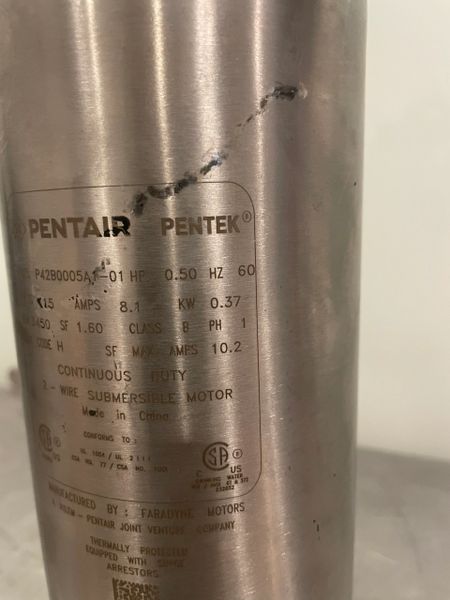 PENTAIR PENTEK®
P42B0005A1-01 HP 0.50 HZ 60
115 AMPS 8.1 KW 0.37
3450 SF 1.60 CLASS B PH 1
CODE H SF MAX AMPS 10.2
CONTINUOUS DUTY
2 - WIRE SUBMERSIBLE MOTOR
Made in China
CONFORMS TO:
SA® C US
MANUFACTURED BY: FARADYNE MOTORS
PENTAIR JOINT VENTURE COMPANY
THERMALLY PROTECTED
EQUIPPED WITH SURGE
ARRESTORS